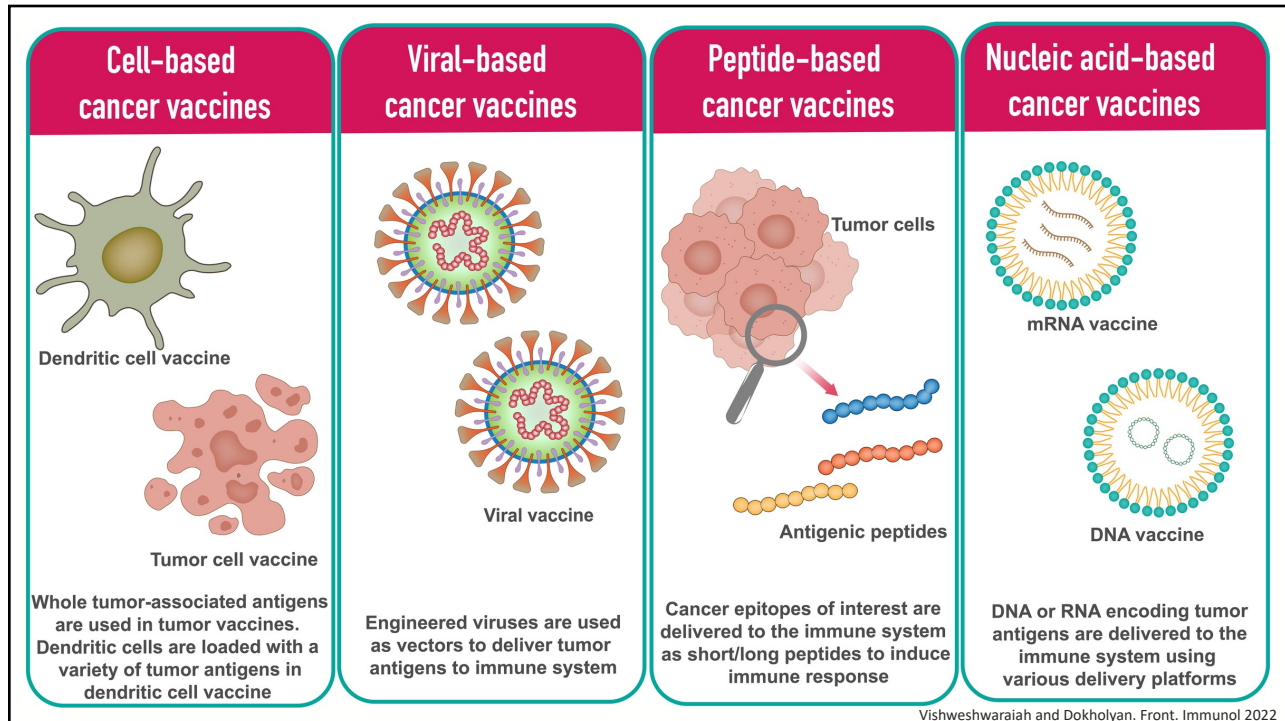 Cell-based
cancer vaccines
Dendritic cell vaccine
Tumor cell vaccine
Whole tumor-associated antigens
are used in tumor vaccines.
Dendritic cells are loaded with a
variety of tumor antigens in
dendritic cell vaccine
Viral-based
cancer vaccines
Viral vaccine
Engineered viruses are used
as vectors to deliver tumor
antigens to immune system
Peptide-based
cancer vaccines
Tumor cells
Antigenic peptides
Cancer epitopes of interest are
delivered to the immune system
as short/long peptides to induce
immune response
Nucleic acid-based
cancer vaccines
mRNA vaccine
DNA vaccine
DNA or RNA encoding tumor
antigens are delivered to the
immune system using
various delivery platforms
Vishweshwaraiah and Dokholyan. Front. Immunol 2022